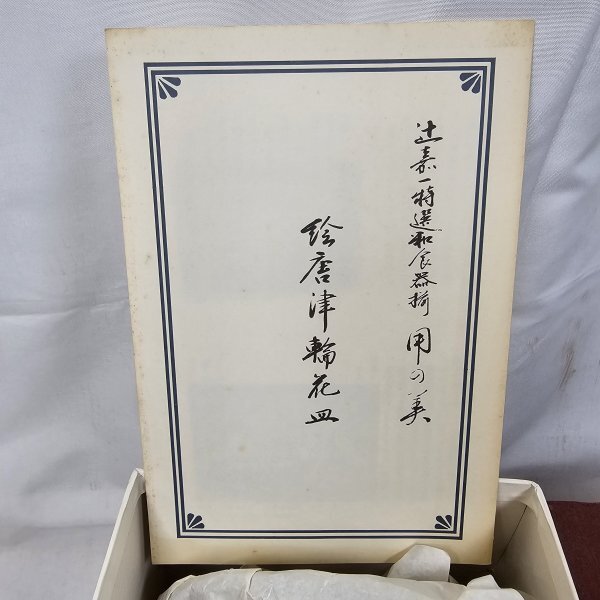 辻嘉一特選和食器揃 用の美
絵唐津輪花皿